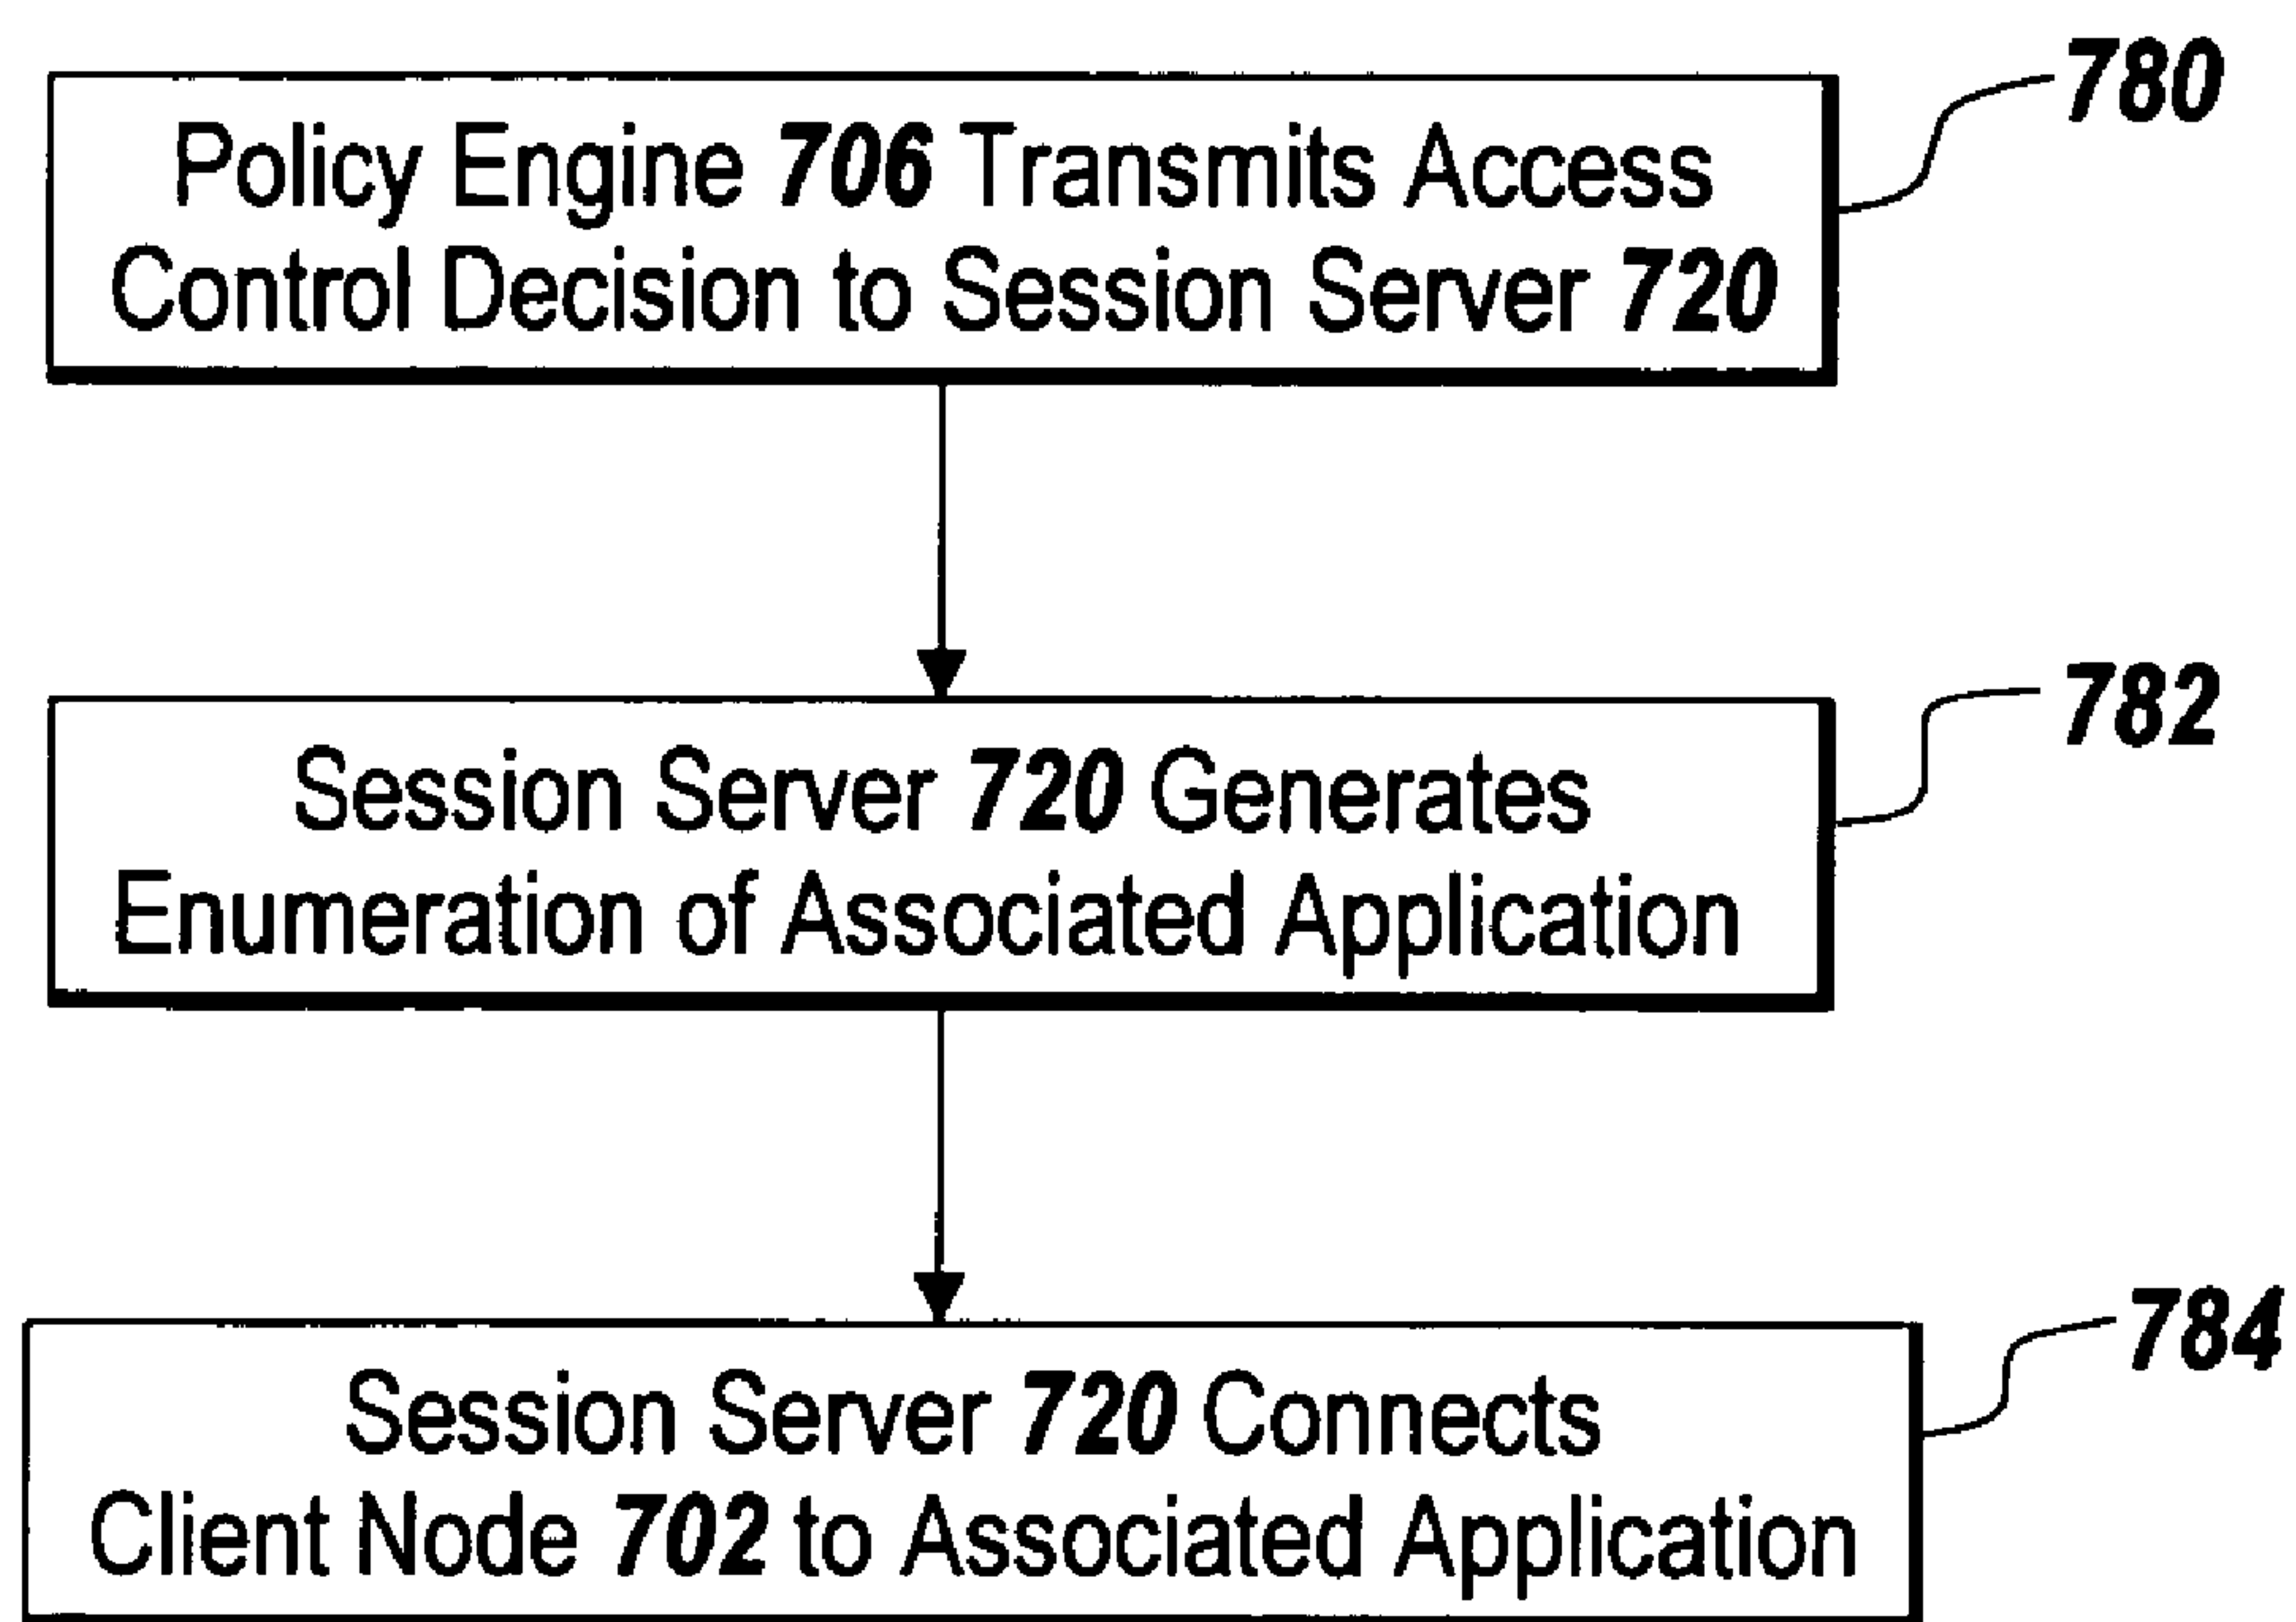 780
Policy Engine 706 Transmits Access
Control Decision to Session Server 720
782
Session Server 720 Generates
Enumeration of Associated Application
784
Session Server 720 Connects
Client Node 702 to Associated Application